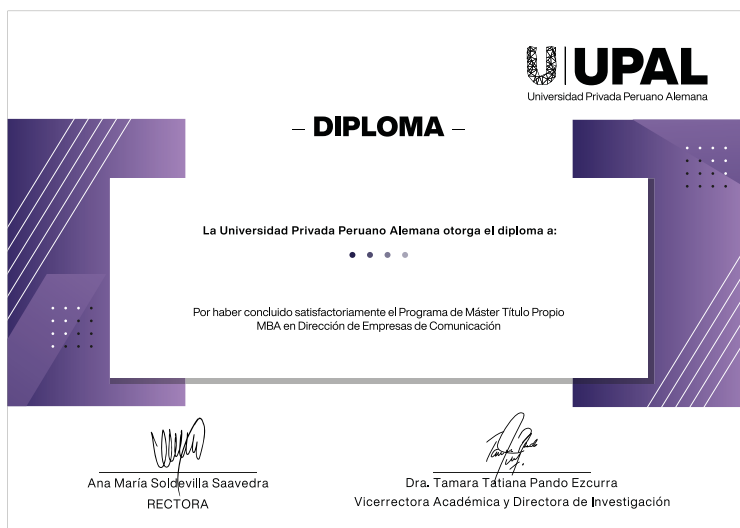 UPAL
Universidad Privada Peruano Alemana
– DIPLOMA –
La Universidad Privada Peruano Alemana otorga el diploma a:
Por haber concluido satisfactoriamente el Programa de Máster Título Propio
MBA en Dirección de Empresas de Comunicación
Ana María Soldevilla Saavedra
RECTORA
Dra. Tamara Tatiana Pando Ezcurra
Vicerrectora Académica y Directora de Investigación